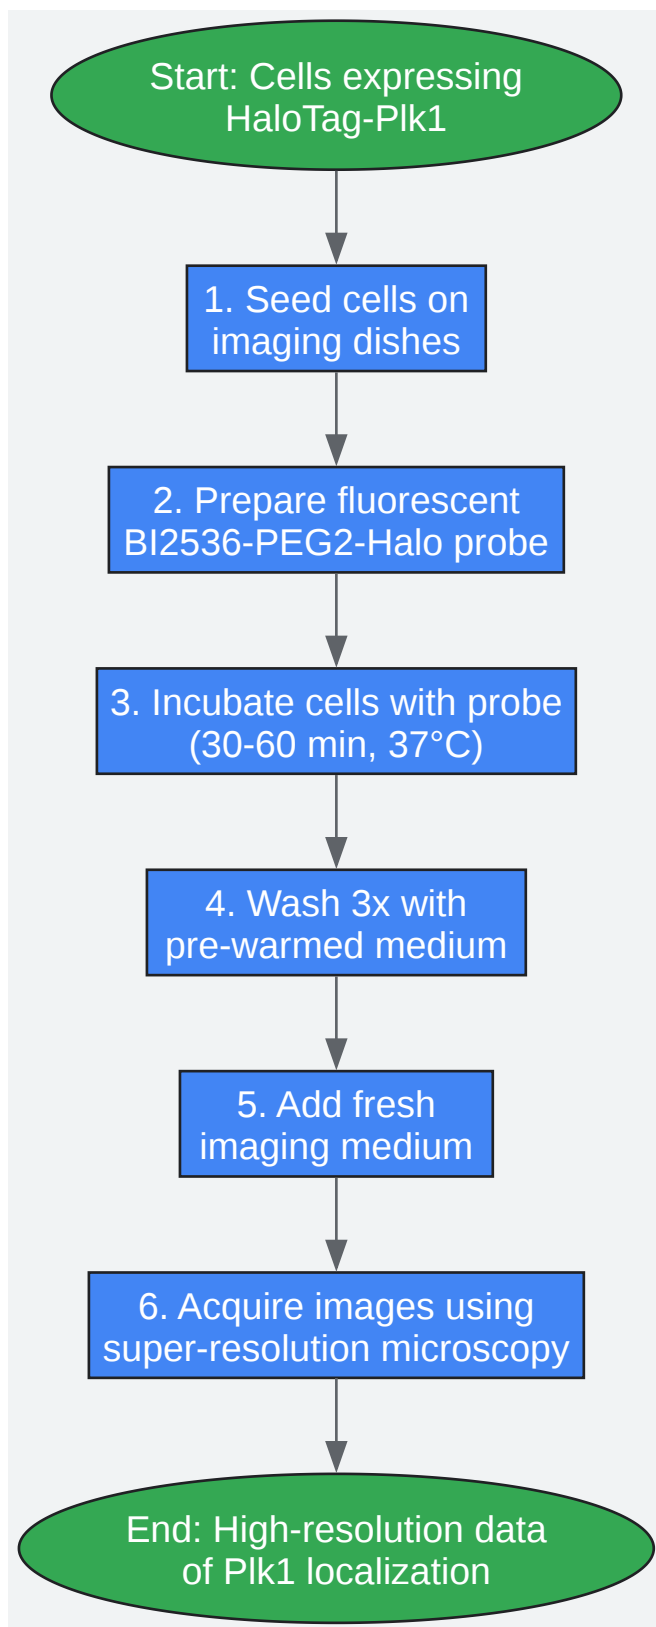 Start: Cells expressing
HaloTag-Plk1
1. Seed cells on
imaging dishes
2. Prepare fluorescent
BI2536-PEG2-Halo probe
3. Incubate cells with probe
(30-60 min, 37°C)
4. Wash 3x with
pre-warmed medium
5. Add fresh
imaging medium
6. Acquire images using
super-resolution microscopy
End: High-resolution data
of Plk1 localization